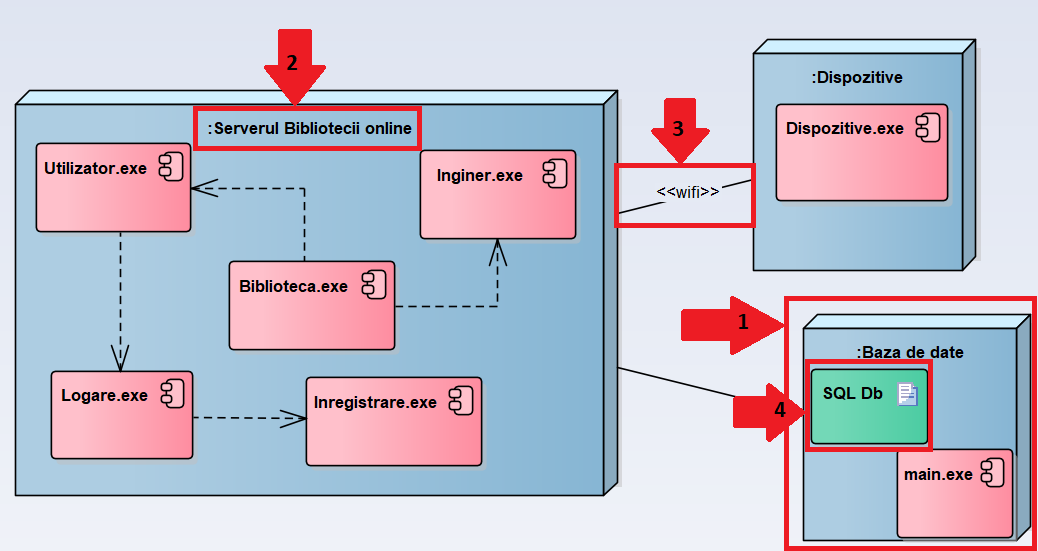 2
:Serverul Bibliotecii online
Utilizator.exe
Inginer.exe
Biblioteca.exe
Logare.exe
Inregistrare.exe
3
<<wifi>>
:Dispozitive
Dispozitive.exe
1
:Baza de date
4
SQL Db
main.exe